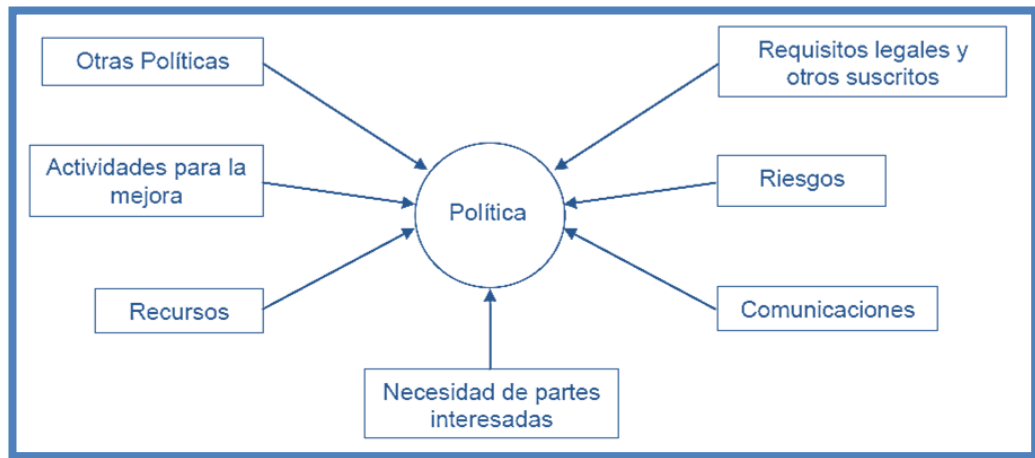 Otras Políticas
Requisitos legales y
otros suscritos
Actividades para la
mejora
Riesgos
Política
Recursos
Comunicaciones
Necesidad de partes
interesadas